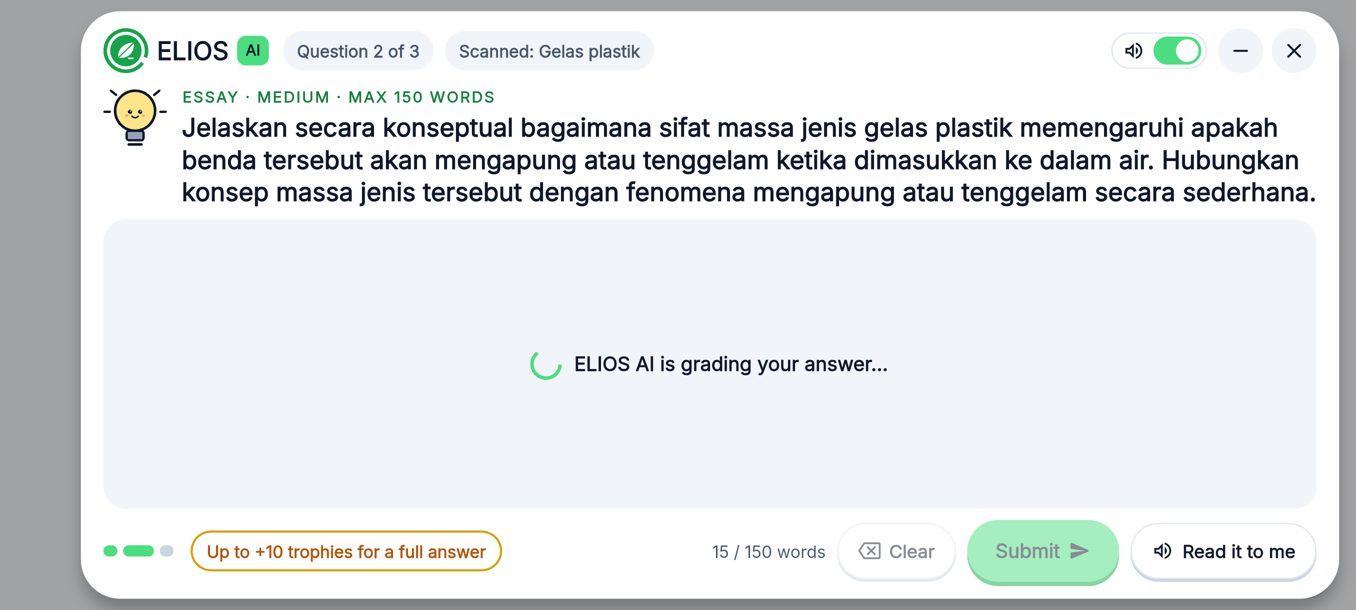 ELIOS AI
Question 2 of 3
Scanned: Gelas plastik
ESSAY · MEDIUM · MAX 150 WORDS
Jelaskan secara konseptual bagaimana sifat massa jenis gelas plastik memengaruhi apakah
benda tersebut akan mengapung atau tenggelam ketika dimasukkan ke dalam air. Hubungkan
konsep massa jenis tersebut dengan fenomena mengapung atau tenggelam secara sederhana.
ELIOS AI is grading your answer...
Up to +10 trophies for a full answer
15 / 150 words
Clear
Submit
Read it to me